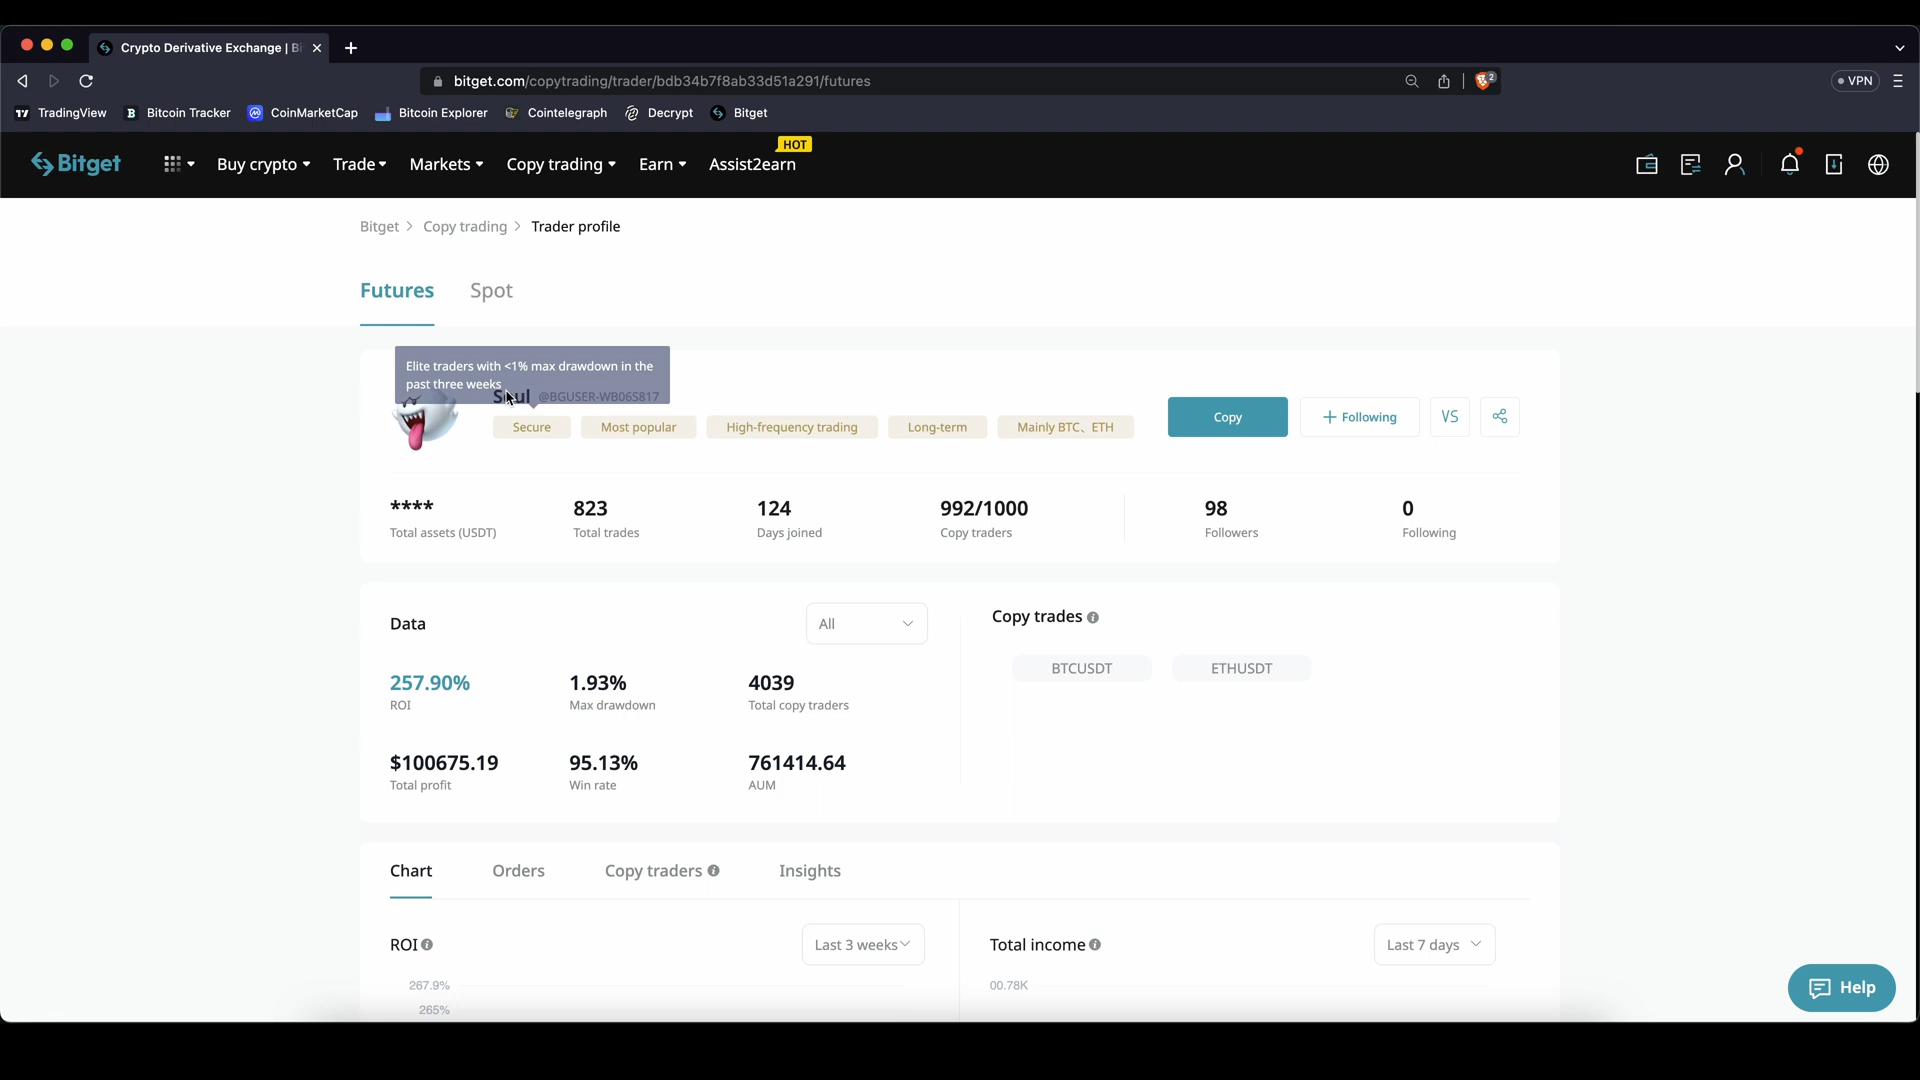 Crypto Derivative Exchange | Bi
bitget.com/copytrading/trader/bdb34b7f8ab33d51a291/futures
2
VPN
TradingView
Bitcoin Tracker
CoinMarketCap
Bitcoin Explorer
Cointelegraph
Decrypt
Bitget
Bitget
Buy crypto
Trade
Markets
Copy trading
Earn
Assist2earn
HOT
Bitget > Copy trading > Trader profile
Futures
Spot
Elite traders with <1% max drawdown in the
past three weeks
Soul @BGUSER-WB06S817
Secure
Most popular
High-frequency trading
Long-term
Mainly BTC、ETH
Copy
+ Following
VS
****
823
124
992/1000
98
0
Total assets (USDT)
Total trades
Days joined
Copy traders
Followers
Following
Data
All
257.90%
1.93%
4039
ROI
Max drawdown
Total copy traders
$100675.19
95.13%
761414.64
Total profit
Win rate
AUM
Copy trades
BTCUSDT
ETHUSDT
Chart
Orders
Copy traders
Insights
ROI
Last 3 weeks
267.9%
265%
Total income
Last 7 days
00.78K
Help